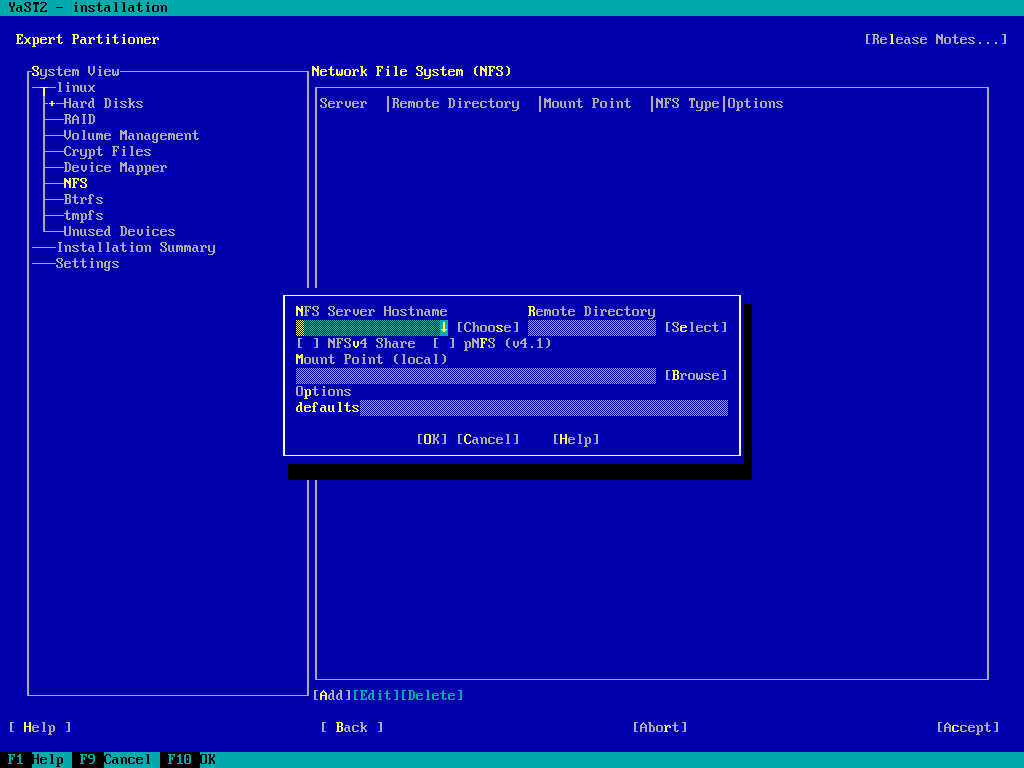 YaST2 - installation
Expert Partitioner [Release Notes...]
System View
linux
+ Hard Disks
RAID
Volume Management
Crypt Files
Device Mapper
NFS
Btrfs
tmpfs
Unused Devices
Installation Summary
Settings
Network File System (NFS)
Server |Remote Directory |Mount Point |NFS Type|Options
NFS Server Hostname Remote Directory
↓ [Choose] [Select]
[ ] NFSv4 Share [ ] pNFS (v4.1)
Mount Point (local)
[Browse]
Options
defaults
[OK] [Cancel] [Help]
[Add][Edit][Delete]
[ Help ] [ Back ] [Abort] [Accept]
F1 Help F9 Cancel F10 OK